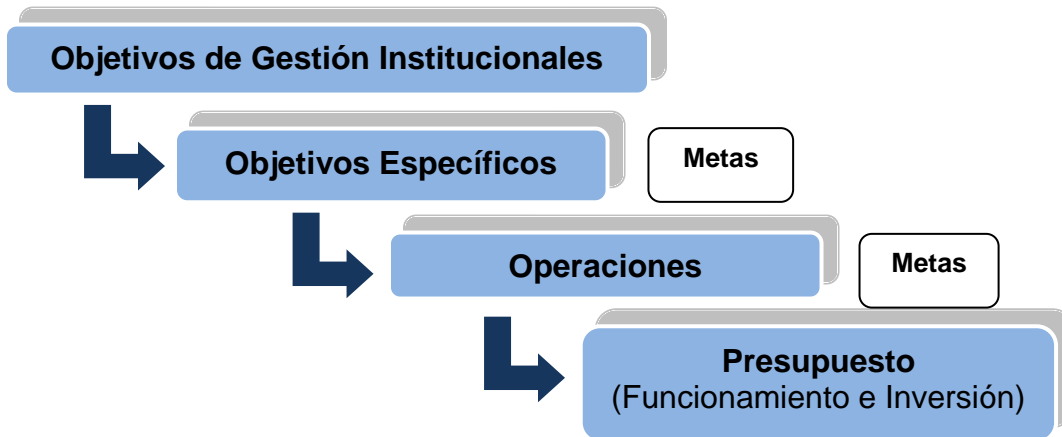 Objetivos de Gestión Institucionales
Objetivos Específicos
Metas
Operaciones
Metas
Presupuesto
(Funcionamiento e Inversión)